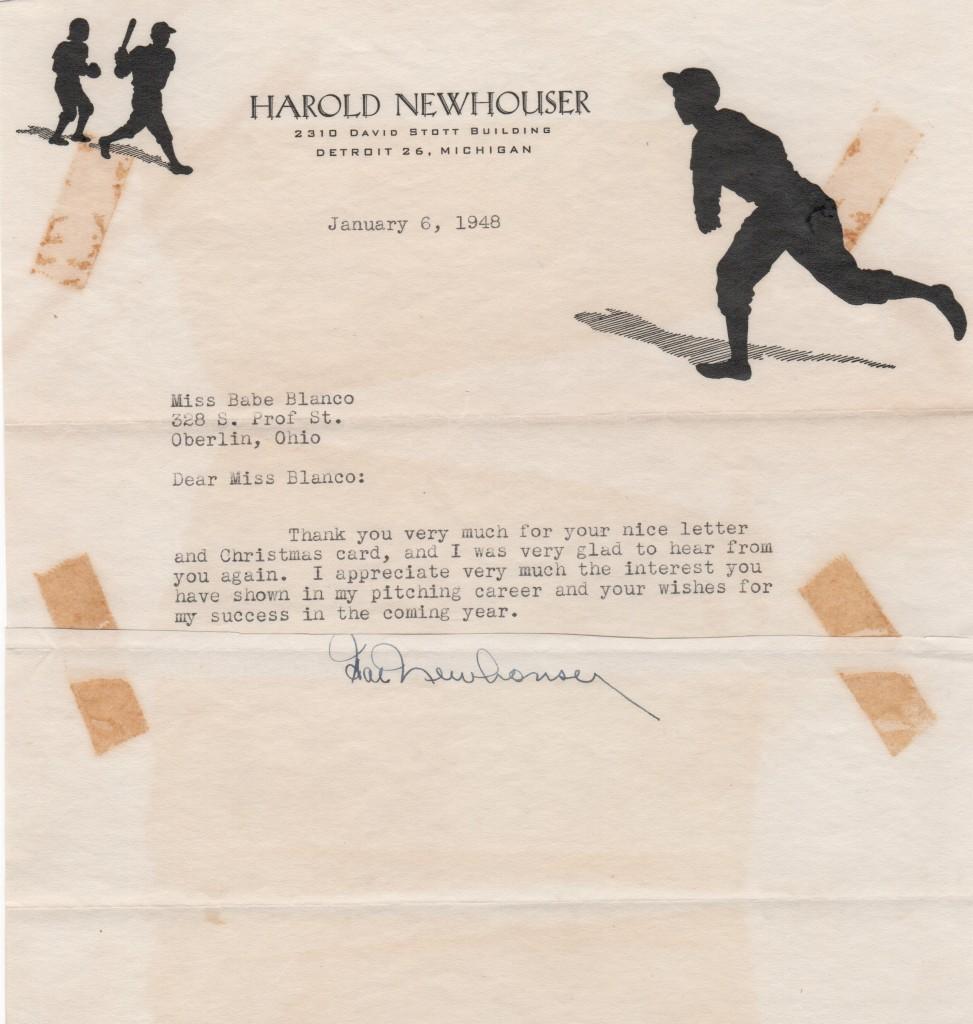 HAROLD NEWHOUSER
2310 DAVID STOTT BUILDING
DETROIT 26, MICHIGAN
January 6, 1948
Miss Babe Blanco
328 S. Prof St.
Oberlin, Ohio
Dear Miss Blanco:
Thank you very much for your nice letter
and Christmas card, and I was very glad to hear from
you again. I appreciate very much the interest you
have shown in my pitching career and your wishes for
my success in the coming year.
Hal Newhouser